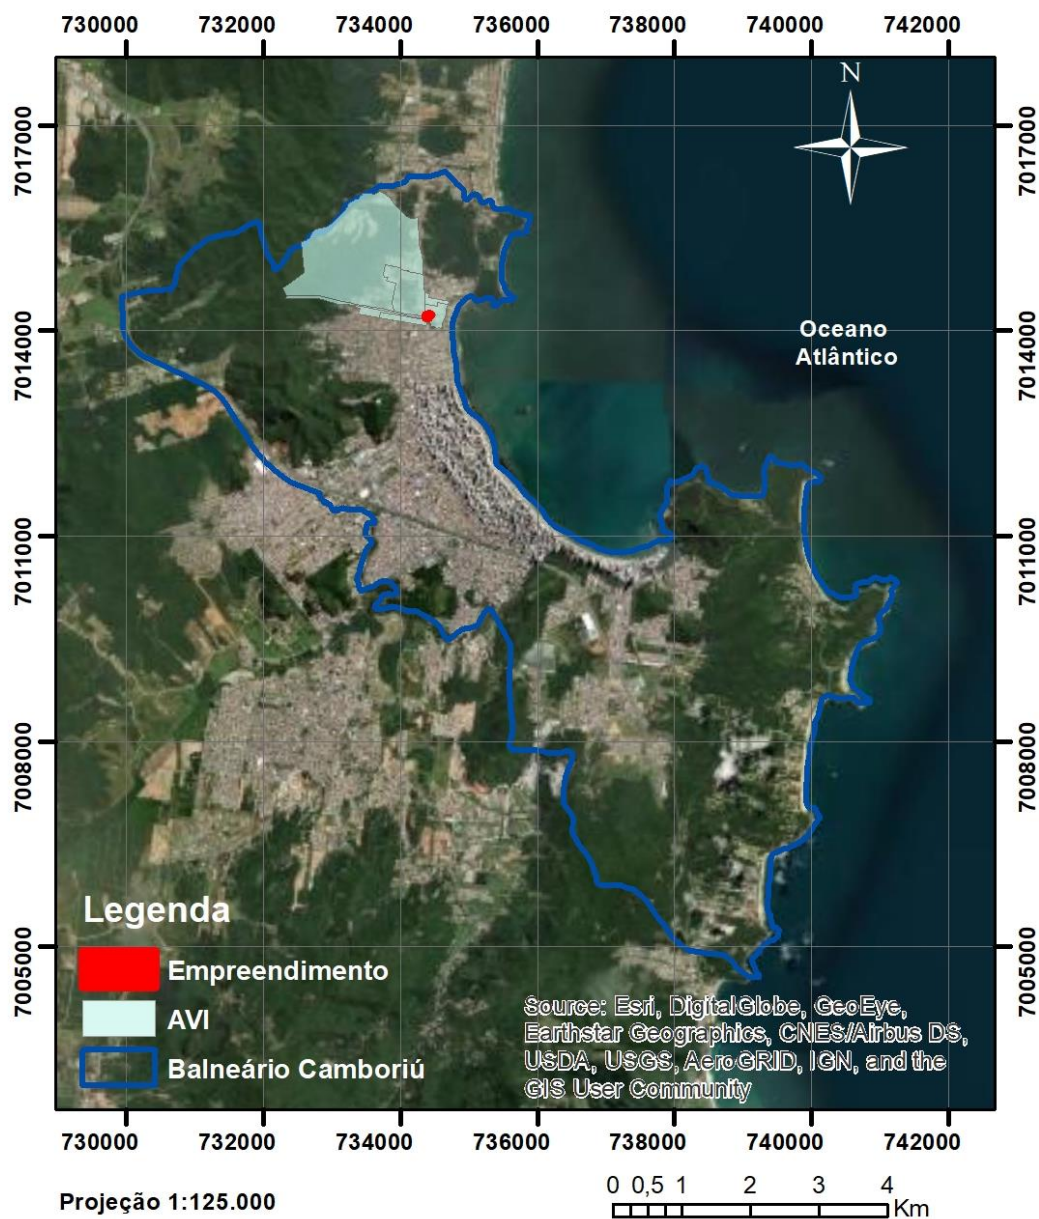 730000 732000 734000 736000 738000 740000 742000
N
7017000 7017000
Oceano
Atlântico
7014000 7014000
7011000 7011000
7008000 7008000
7005000 7005000
Legenda
Empreendimento
AVI
Balneário Camboriú
Source: Esri, DigitalGlobe, GeoEye,
Earthstar Geographics, CNES/Airbus DS,
USDA, USGS, AeroGRID, IGN, and the
GIS User Community
730000 732000 734000 736000 738000 740000 742000
Projeção 1:125.000
0 0,5 1 2 3 4
Km